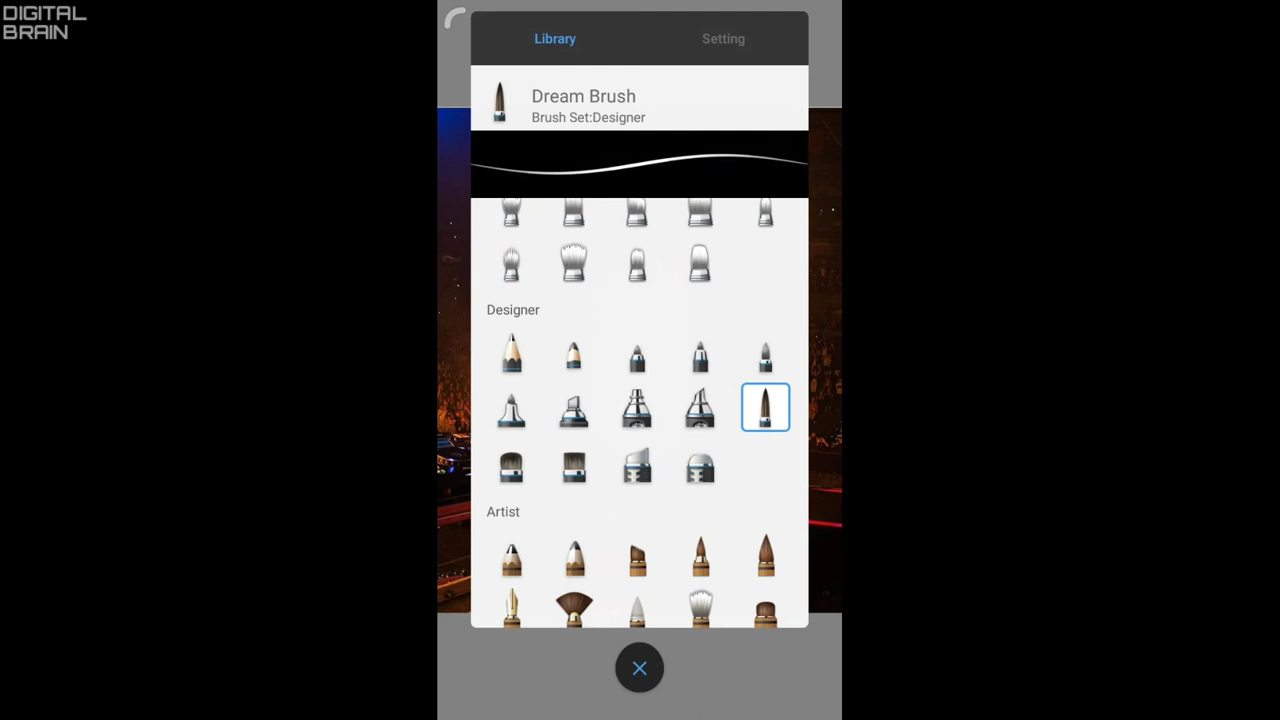 DIGITAL
BRAIN
Library
Setting
Dream Brush
Brush Set:Designer
Designer
Artist